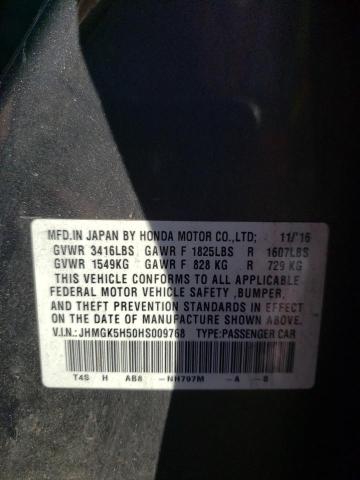 MFD.IN JAPAN BY HONDA MOTOR CO.,LTD; 11/'16
GVWR 3416LBS GAWR F 1825LBS R 1607LBS
GVWR 1549KG GAWR F 828 KG R 729 KG
THIS VEHICLE CONFORMS TO ALL APPLICABLE
FEDERAL MOTOR VEHICLE SAFETY ,BUMPER,
AND THEFT PREVENTION STANDARDS IN EFFECT
ON THE DATE OF MANUFACTURE SHOWN ABOVE.
V.I.N.: JHMGK5H50HS009768 TYPE:PASSENGER CAR
T4S H AB8 -NH797M -A -B